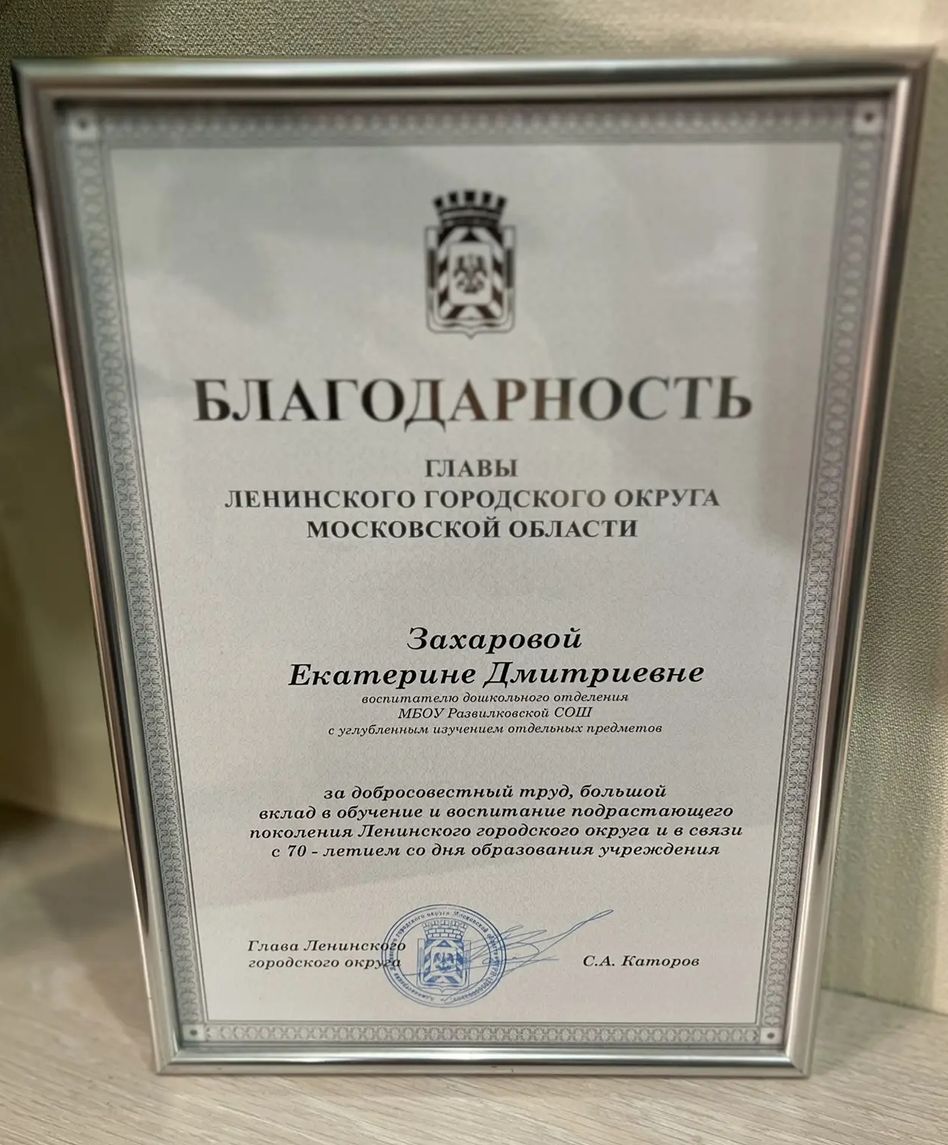 БЛАГОДАРНОСТЬ
ГЛАВЫ
ЛЕНИНСКОГО ГОРОДСКОГО ОКРУГА
МОСКОВСКОЙ ОБЛАСТИ
Захаровой
Екатерине Дмитриевне
воспитателю дошкольного отделения
МБОУ Развилковской СОШ
с углубленным изучением отдельных предметов
за добросовестный труд, большой
вклад в обучение и воспитание подрастающего
поколения Ленинского городского округа и в связи
с 70 - летием со дня образования учреждения
Глава Ленинского
городского округа
С.А. Каторов